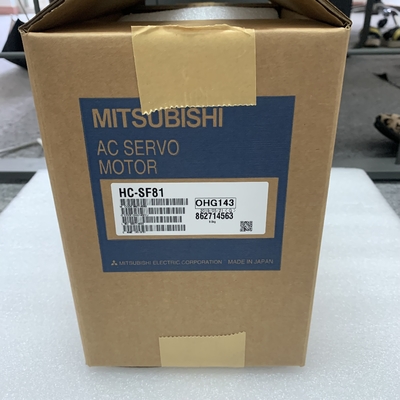 MITSUBISHI
AC SERVO
MOTOR
HC-SF81
OHG143
862714563
MITSUBISHI ELECTRIC CORPORATION MADE IN JAPAN